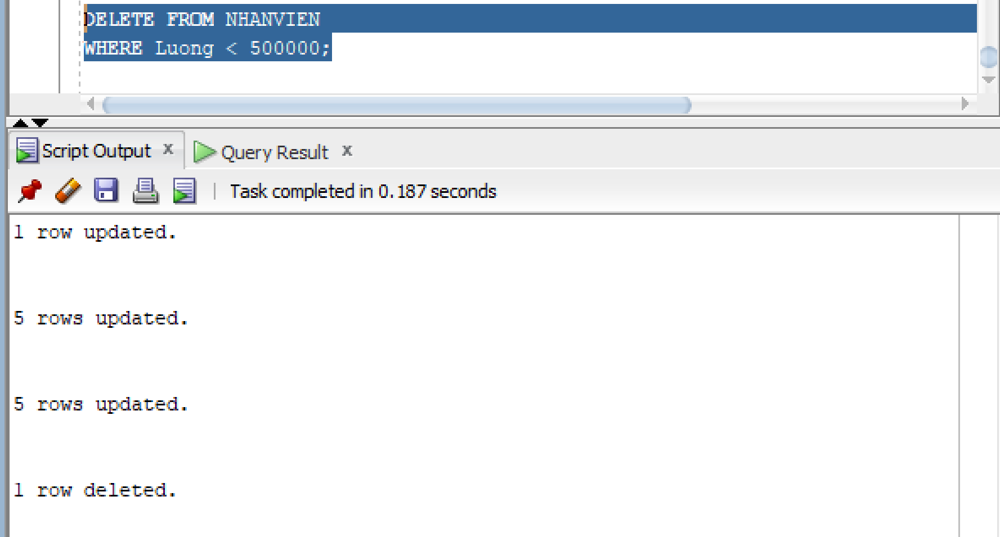 DELETE FROM NHANVIEN
WHERE Luong < 500000;
Script Output x Query Result x
Task completed in 0.187 seconds
1 row updated.
5 rows updated.
5 rows updated.
1 row deleted.